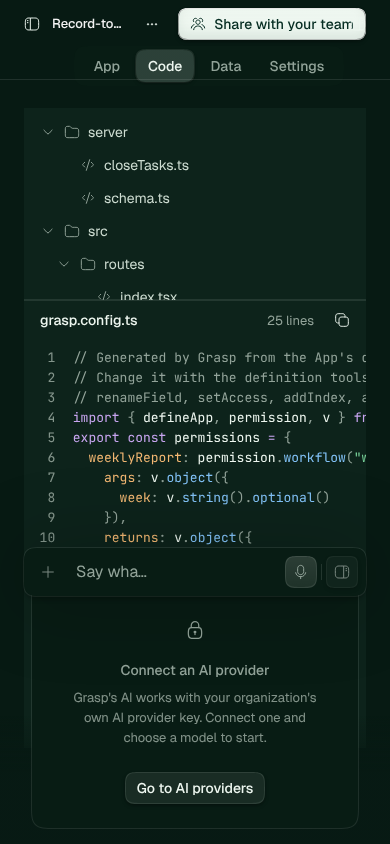 Record-to...
Share with your team
App
Code
Data
Settings
server
closeTasks.ts
schema.ts
src
routes
index.tsx
grasp.config.ts
25 lines
1 // Generated by Grasp from the App's
2 // Change it with the definition tools
3 // renameField, setAccess, addIndex,
4 import { defineApp, permission, v }
5 export const permissions = {
6 weeklyReport: permission.workflow("
7 args: v.object({
8 week: v.string().optional()
9 }),
10 returns: v.object({
Say wha...
Connect an AI provider
Grasp's AI works with your organization's
own AI provider key. Connect one and
choose a model to start.
Go to AI providers